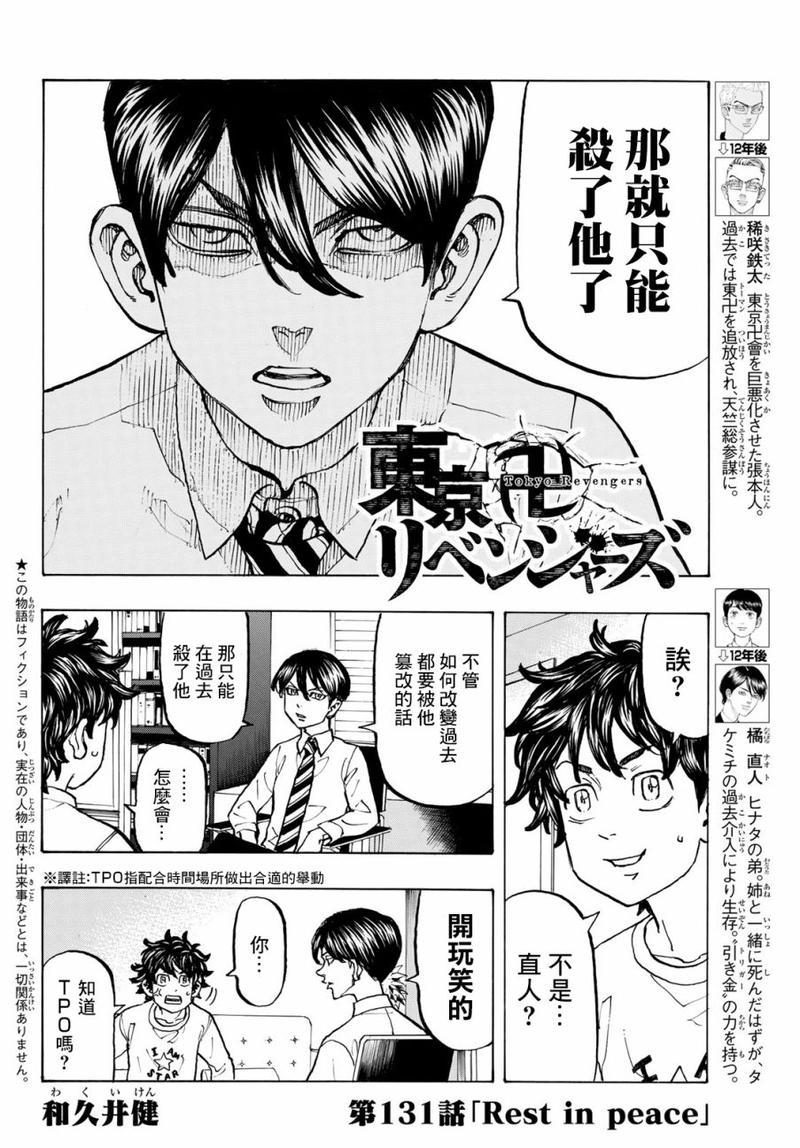 那就只能
殺了他了
東京卍リベンジャーズ
Tokyo Revengers
⇩12年後
稀咲鉄太 東京卍會を巨悪化させた張本人。
過去では東卍を追放され、天竺総参謀に。
誒?
不是…
直人?
⇩12年後
橘 直人 ヒナタの弟。姉と一緒に死んだはずが、タ
ケミチの過去介入により生存。“引き金”の力を持つ。
不管
如何改變過去
都要被他
篡改的話
那只能
在過去
殺了他
怎麼會…
※譯註:TPO指配合時間場所做出合適的舉動
開玩笑的
你…
知道
TPO嗎?
I AM
STAR
★この物語はフィクションであり、実在の人物・団体・出来事などとは、一切関係ありません。
第131話「Rest in peace」
和久井健